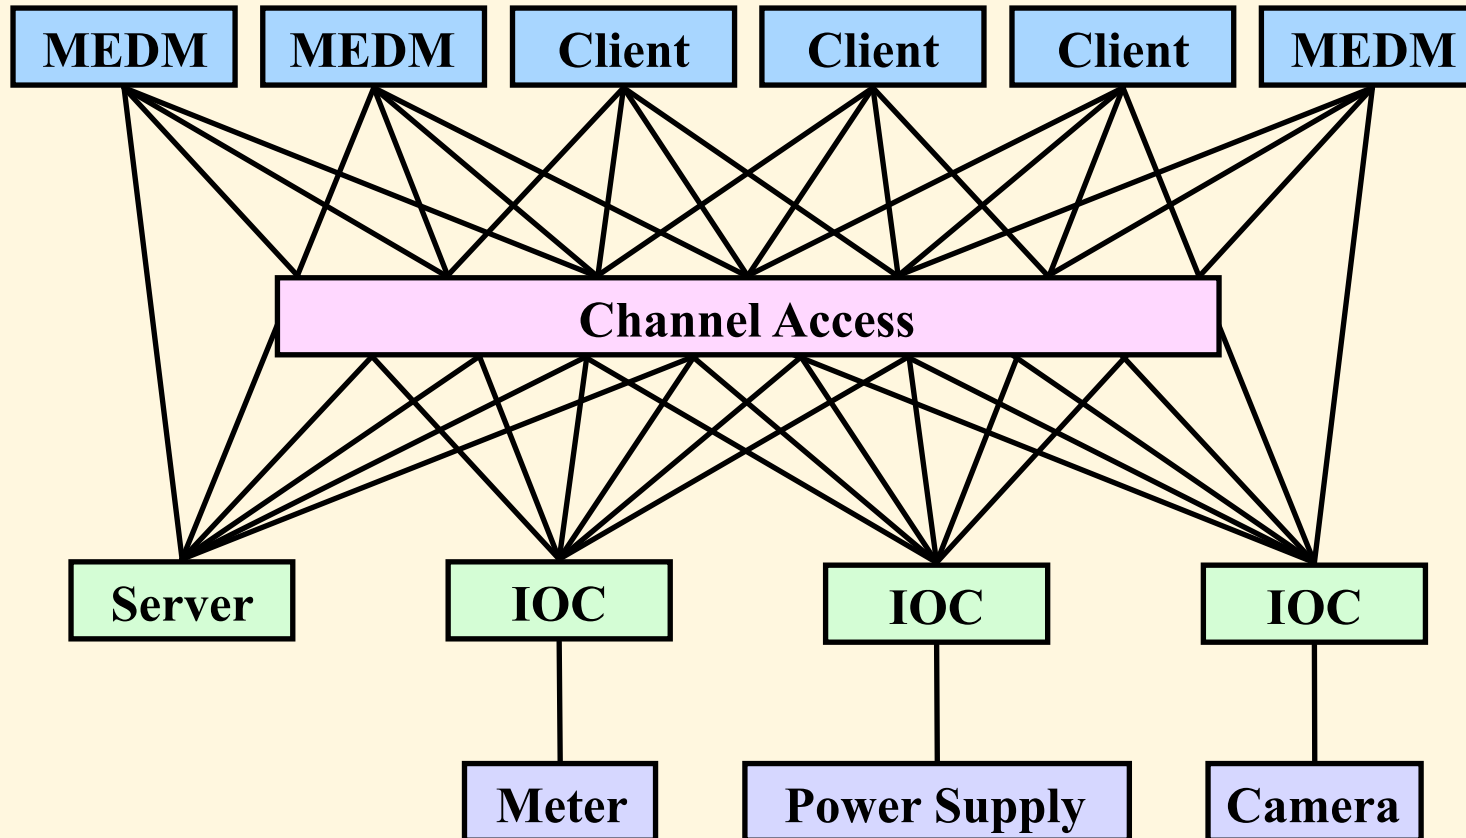 MEDM MEDM Client Client Client MEDM
Channel Access
Server IOC IOC IOC
Meter Power Supply Camera